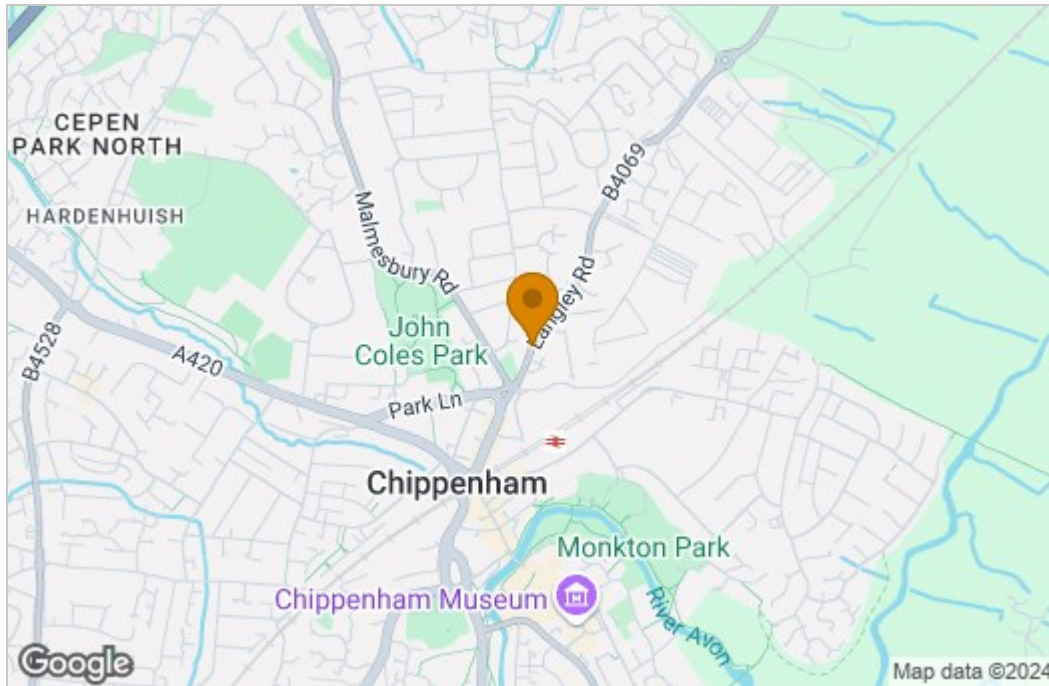 CEPEN
PARK NORTH
B4069
HARDENHUISH
Malmesbury Rd
Langley Rd
John
Coles Park
B4528
A420
Park Ln
Chippenham
Monkton Park
Chippenham Museum
River Avon
Google
Map data ©2024